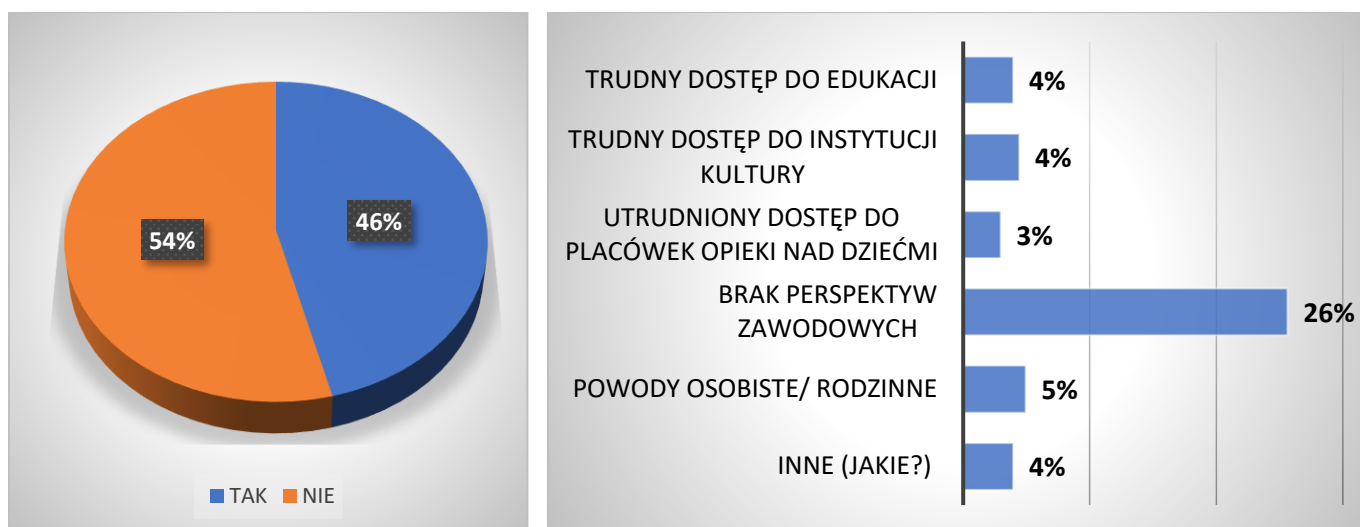 54%
46%
TAK NIE
TRUDNY DOSTĘP DO EDUKACJI 4%
TRUDNY DOSTĘP DO INSTYTUCJI
KULTURY 4%
UTRUDNIONY DOSTĘP DO
PLACÓWEK OPIEKI NAD DZIEĆMI 3%
BRAK PERSPEKTYW
ZAWODOWYCH 26%
POWODY OSOBISTE/ RODZINNE 5%
INNE (JAKIE?) 4%